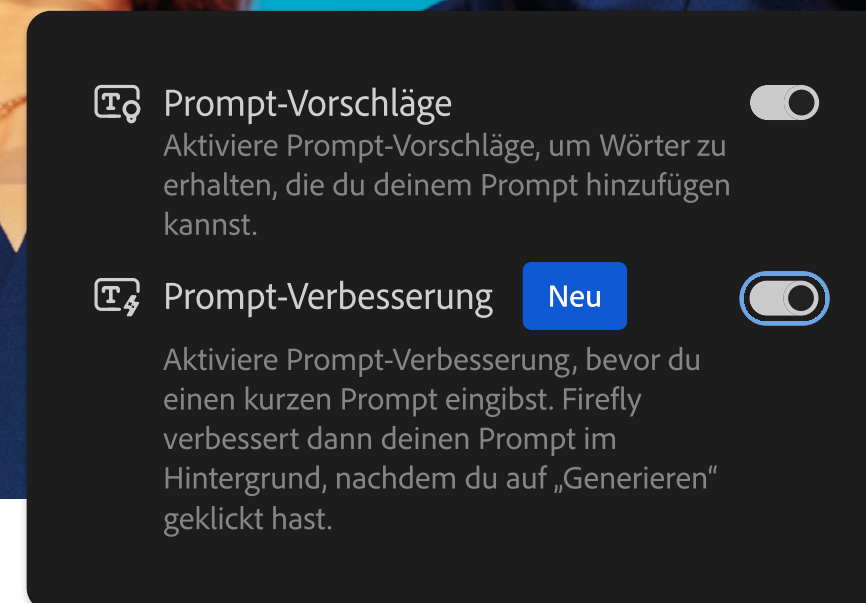 Prompt-Vorschläge
Aktiviere Prompt-Vorschläge, um Wörter zu
erhalten, die du deinem Prompt hinzufügen
kannst.
Prompt-Verbesserung Neu
Aktiviere Prompt-Verbesserung, bevor du
einen kurzen Prompt eingibst. Firefly
verbessert dann deinen Prompt im
Hintergrund, nachdem du auf „Generieren“
geklickt hast.